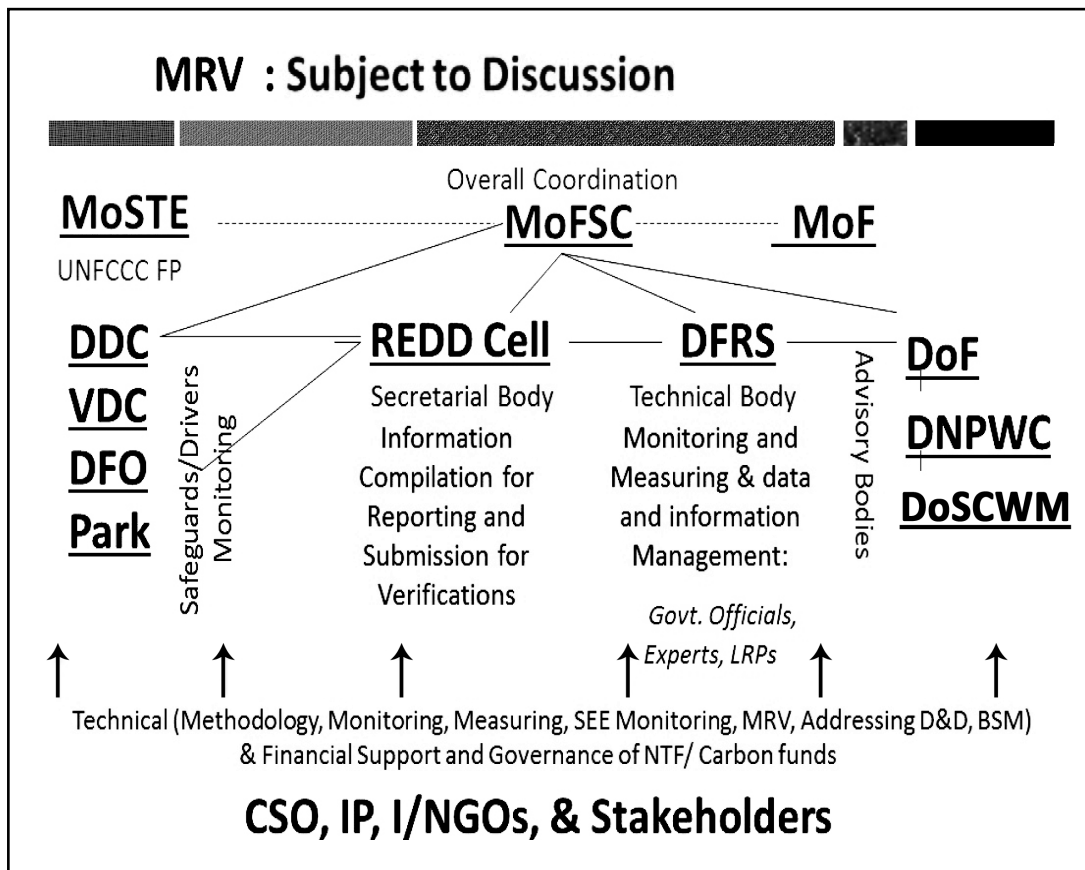 MRV : Subject to Discussion
Overall Coordination
MoSTE
MoFSC
MoF
UNFCCC FP
DDC
VDC
DFO
Park
Safeguards/Drivers
Monitoring
REDD Cell
Secretarial Body
Information
Compilation for
Reporting and
Submission for
Verifications
DFRS
Technical Body
Monitoring and
Measuring & data
and information
Management:
Govt. Officials,
Experts, LRPs
Advisory Bodies
DoF
DNPWC
DoSCWM
Technical (Methodology, Monitoring, Measuring, SEE Monitoring, MRV, Addressing D&D, BSM)
& Financial Support and Governance of NTF/ Carbon funds
CSO, IP, I/NGOs, & Stakeholders